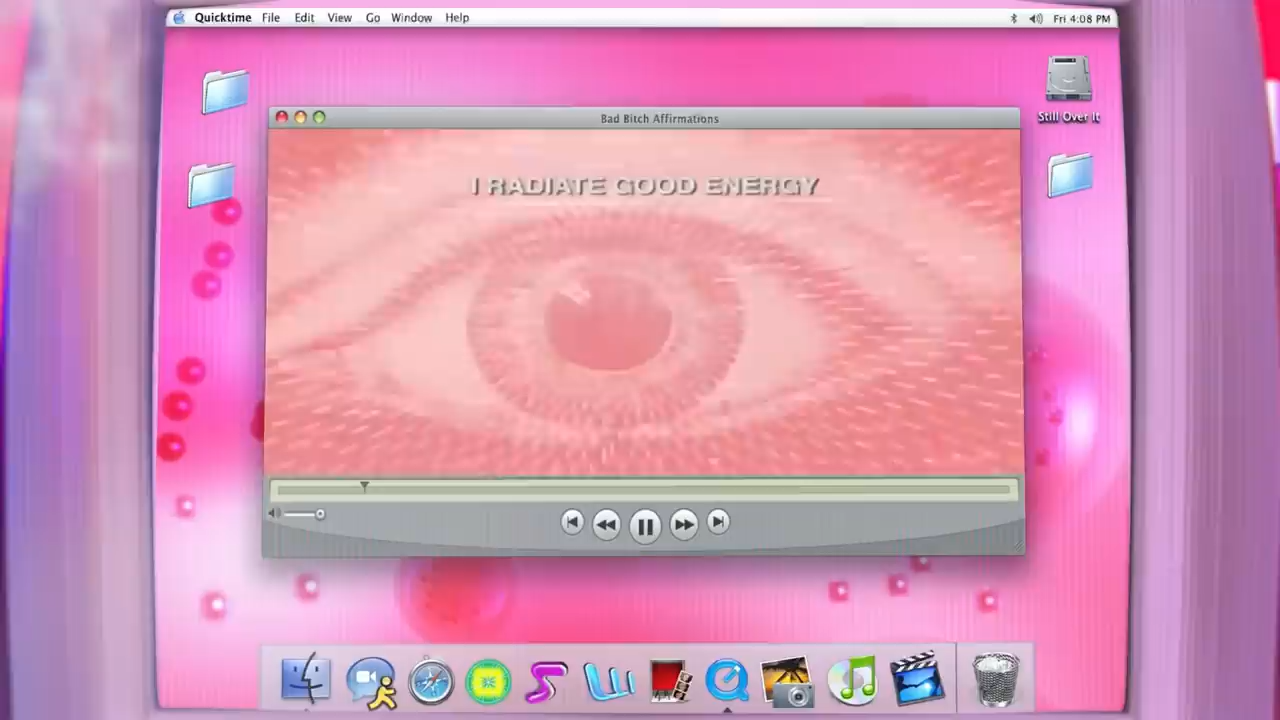 Quicktime File Edit View Go Window Help Fri 4:08 PM
Still Over It
Bad Bitch Affirmations
I RADIATE GOOD ENERGY